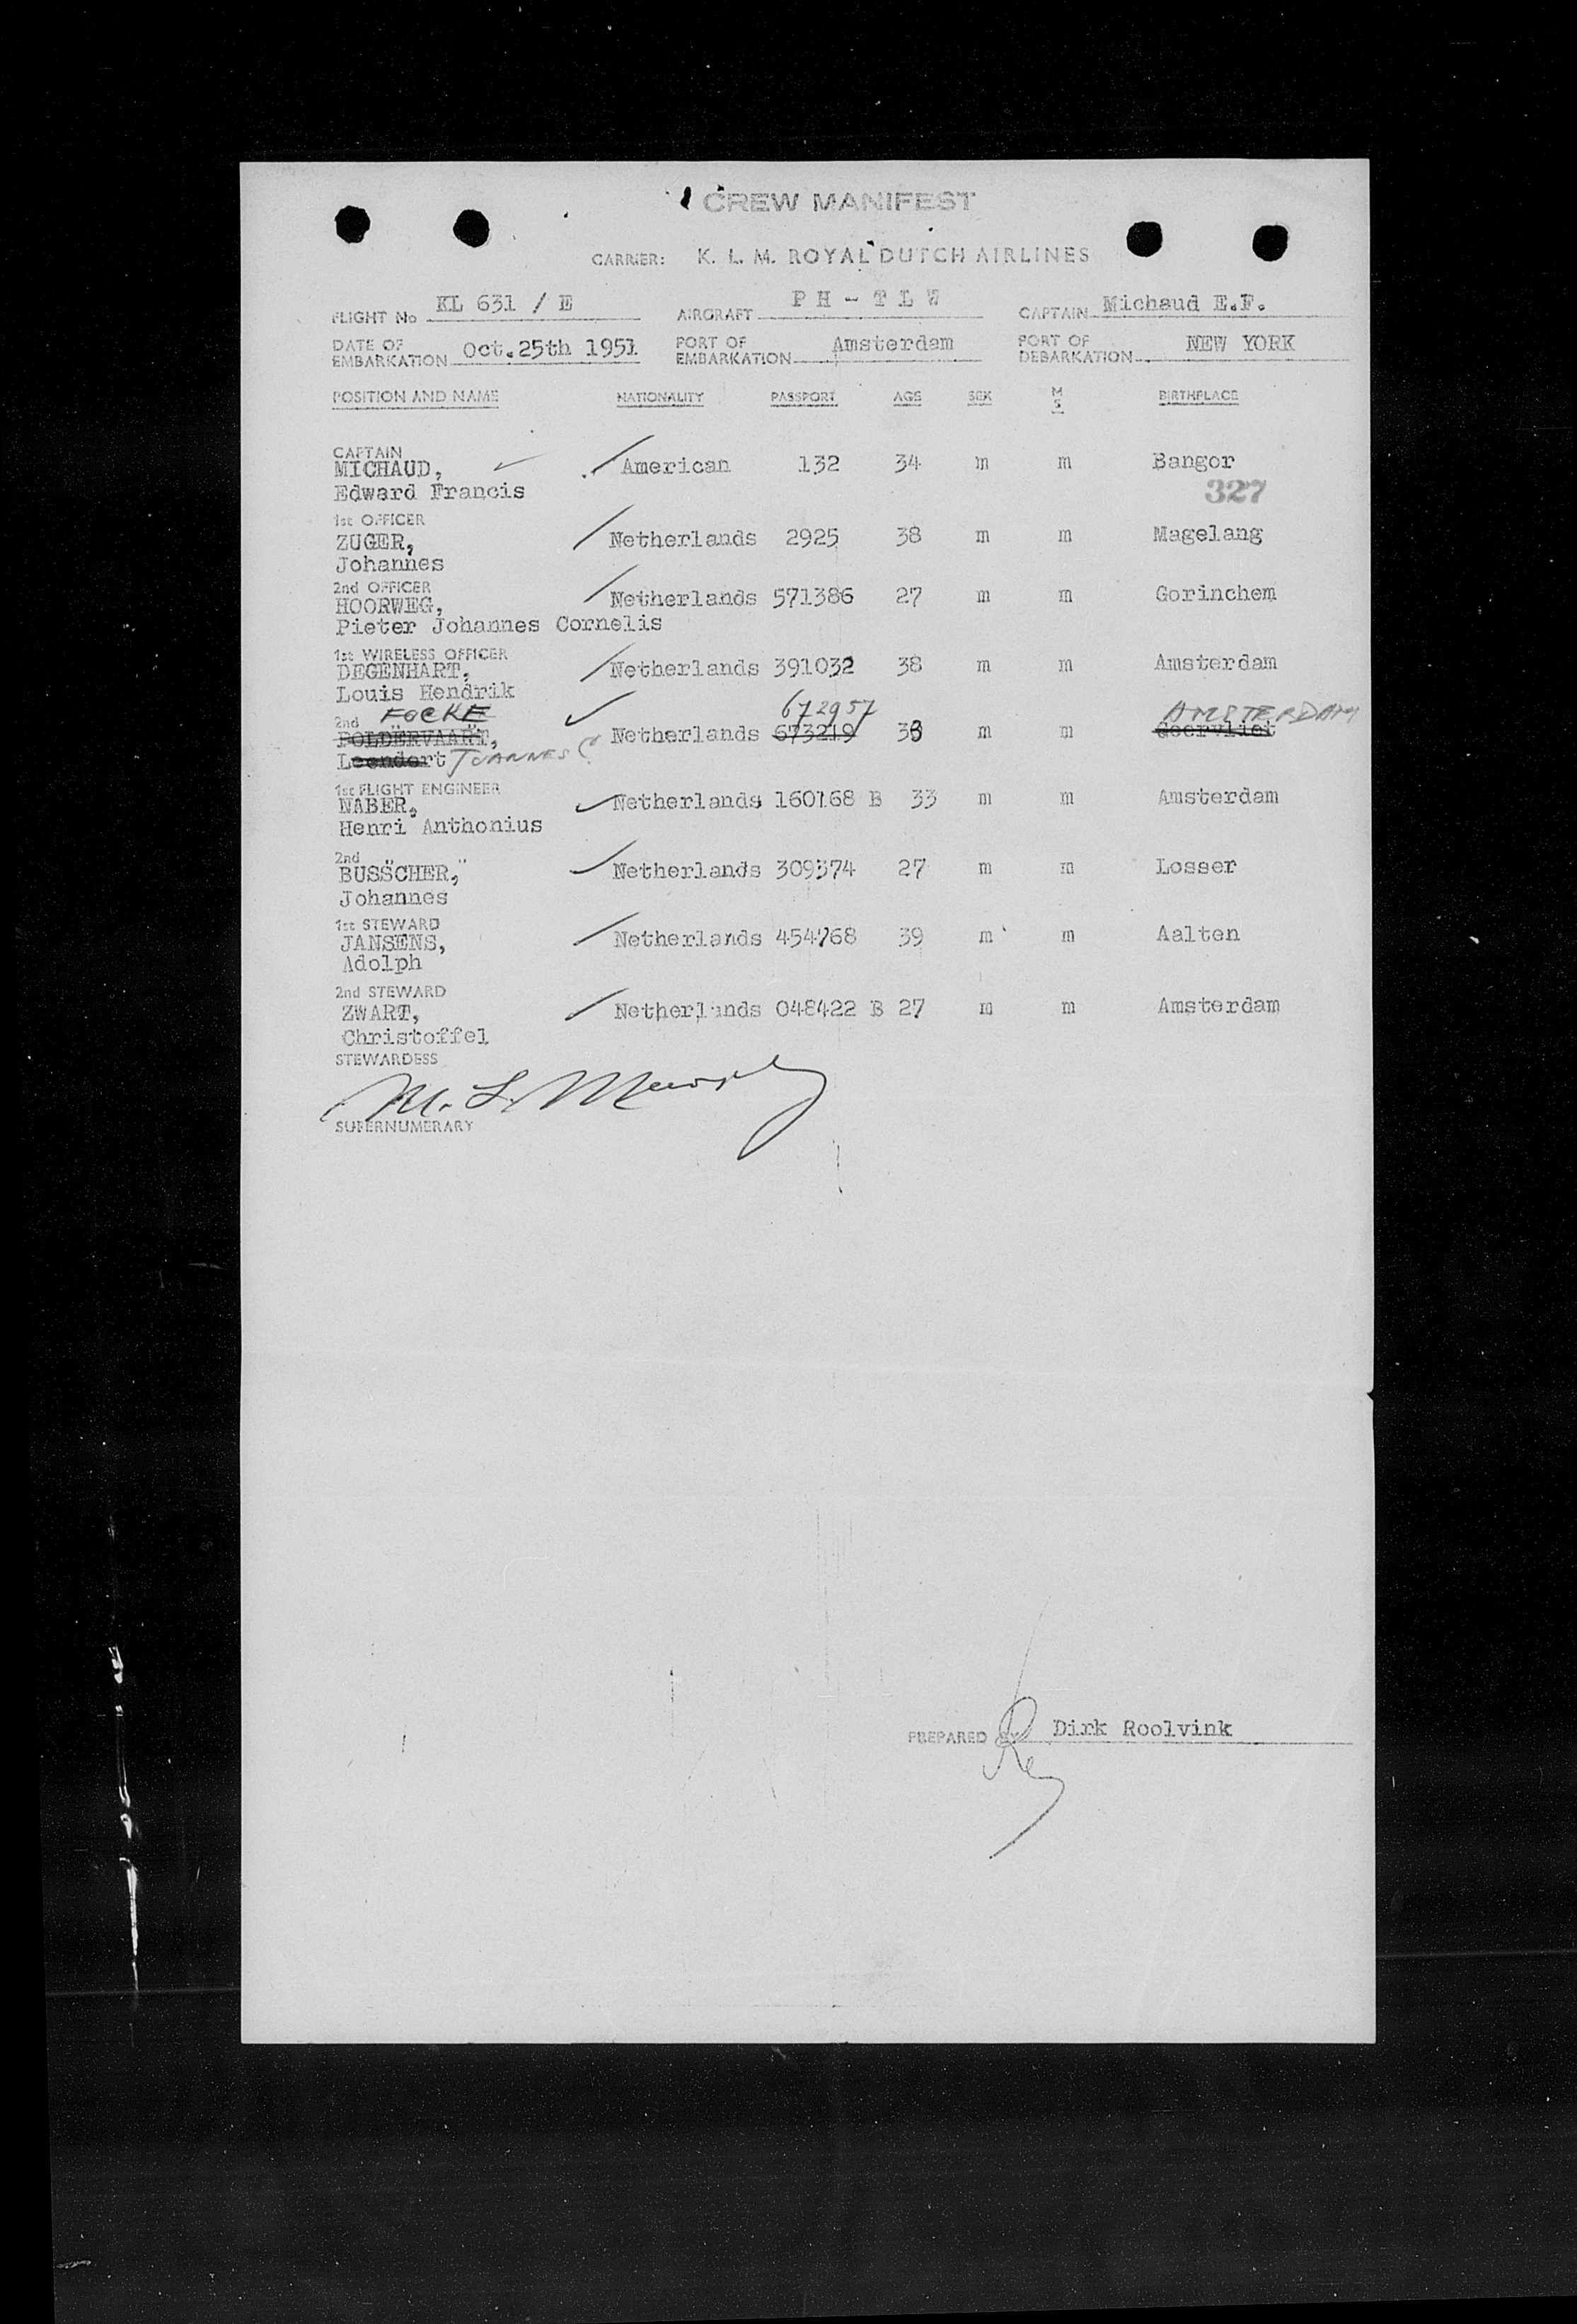 CREW MANIFEST
CARRIER: K. L. M. ROYAL DUTCH AIRLINES
FLIGHT No KL 631 / E AIRCRAFT PH - TLW CAPTAIN Michaud E.F.
DATE OF EMBARKATION Oct.25th 1951 PORT OF EMBARKATION Amsterdam PORT OF DEBARKATION NEW YORK
POSITION AND NAME NATIONALITY PASSPORT AGE SEX M S BIRTHPLACE
CAPTAIN
MICHAUD, American 132 34 m m Bangor
Edward Francis 327
1st OFFICER
ZUGER, Netherlands 2925 38 m m Magelang
Johannes
2nd OFFICER
HOORWEG, Netherlands 571386 27 m m Gorinchem
Pieter Johannes Cornelis
1st WIRELESS OFFICER
DEGENHART, Netherlands 391032 38 m m Amsterdam
Louis Hendrik
2nd FOCKE 672957 AMSTERDAM
POLDERVAART, Netherlands 673219 33 m m Geervliet
Leendert JOANNES C
1st FLIGHT ENGINEER
NABER, Netherlands 160168 B 33 m m Amsterdam
Henri Anthonius
2nd " "
BUSSCHER, Netherlands 309374 27 m m Losser
Johannes
1st STEWARD
JANSENS, Netherlands 454768 39 m m Aalten
Adolph
2nd STEWARD
ZWART, Netherlands 048422 B 27 m m Amsterdam
Christoffel
STEWARDESS
M. L.
SUPERNUMERARY
PREPARED BY Dirk Roolvink